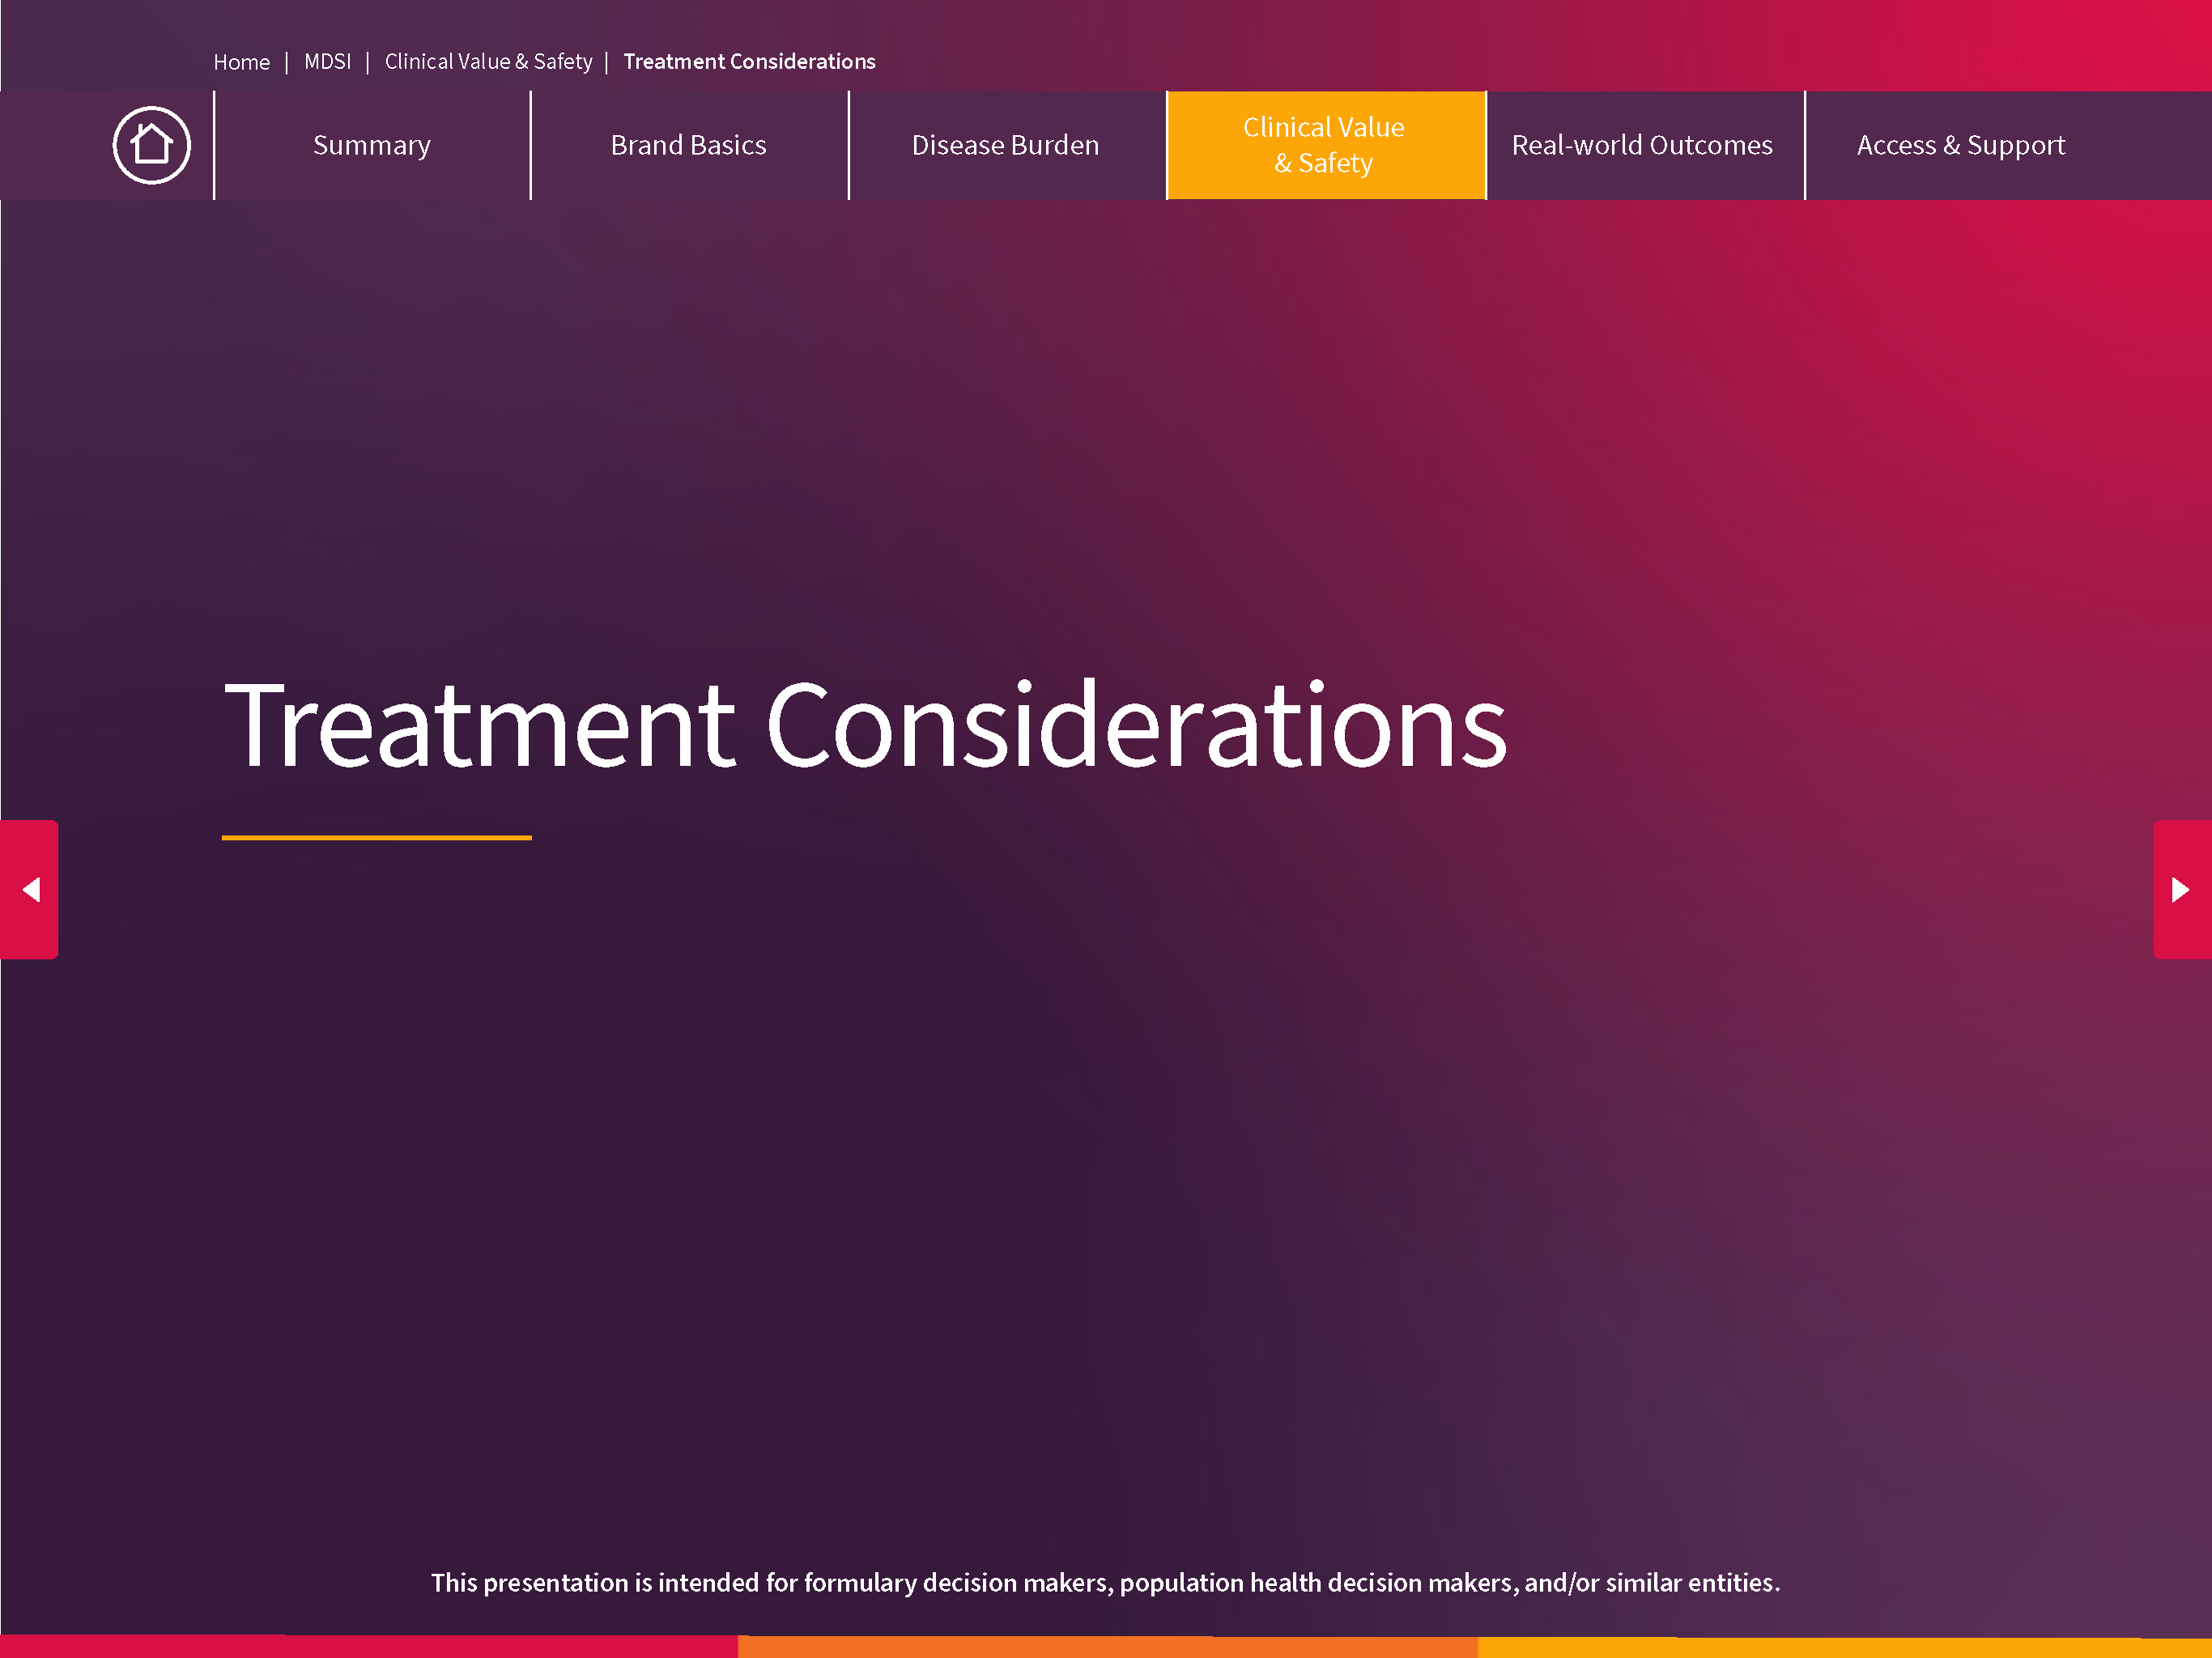 Home | MDSI | Clinical Value & Safety | Treatment Considerations
Summary
Brand Basics
Disease Burden
Clinical Value
& Safety
Real-world Outcomes
Access & Support
Treatment Considerations
This presentation is intended for formulary decision makers, population health decision makers, and/or similar entities.